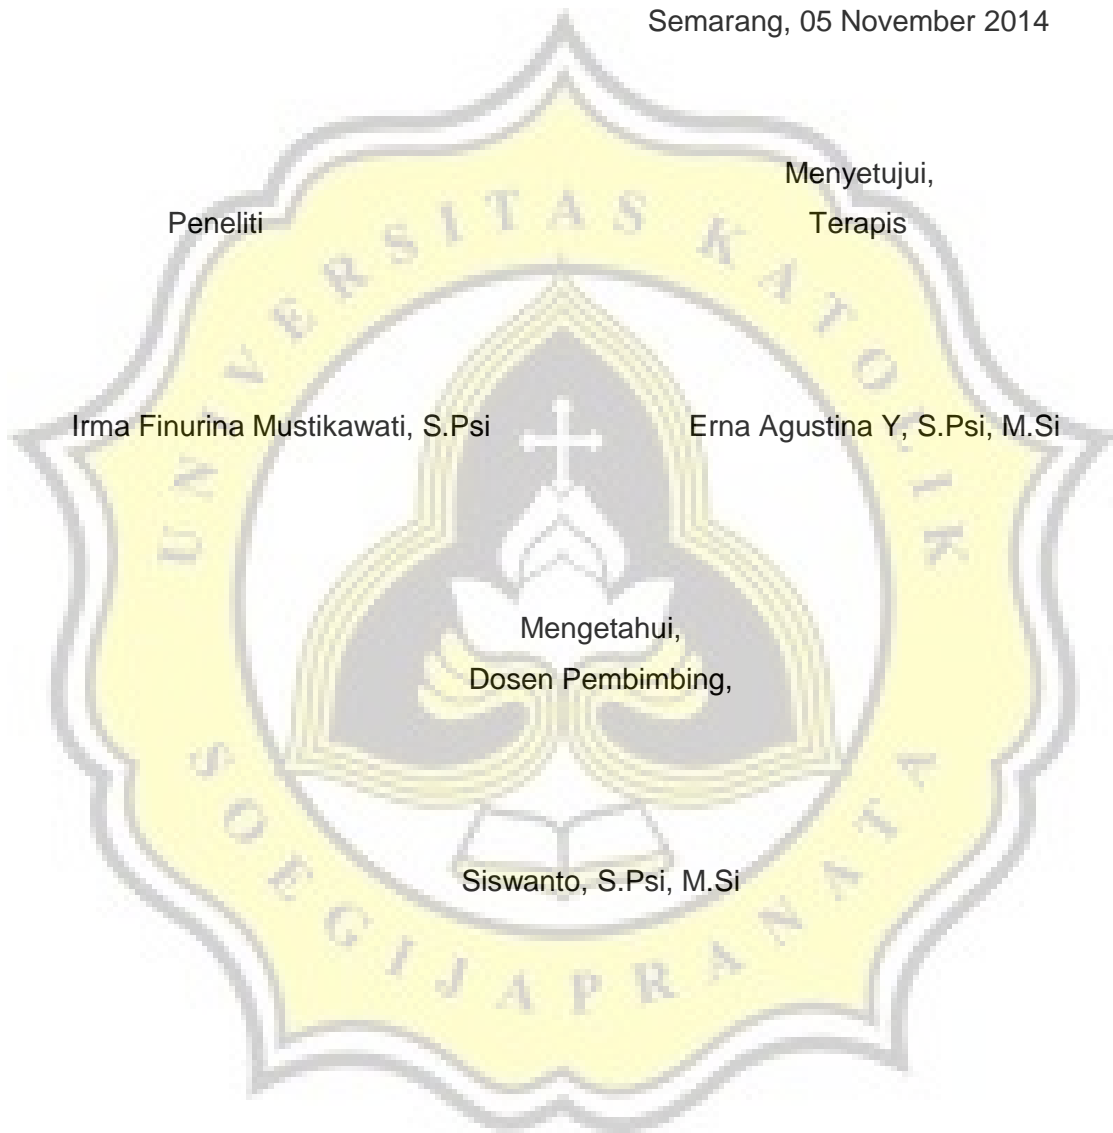 Semarang, 05 November 2014
Menyetujui,
Peneliti Terapis
Irma Finurina Mustikawati, S.Psi Erna Agustina Y, S.Psi, M.Si
Mengetahui,
Dosen Pembimbing,
Siswanto, S.Psi, M.Si
UNIVERSITAS KATOLIK
SOEGIJAPRANATA